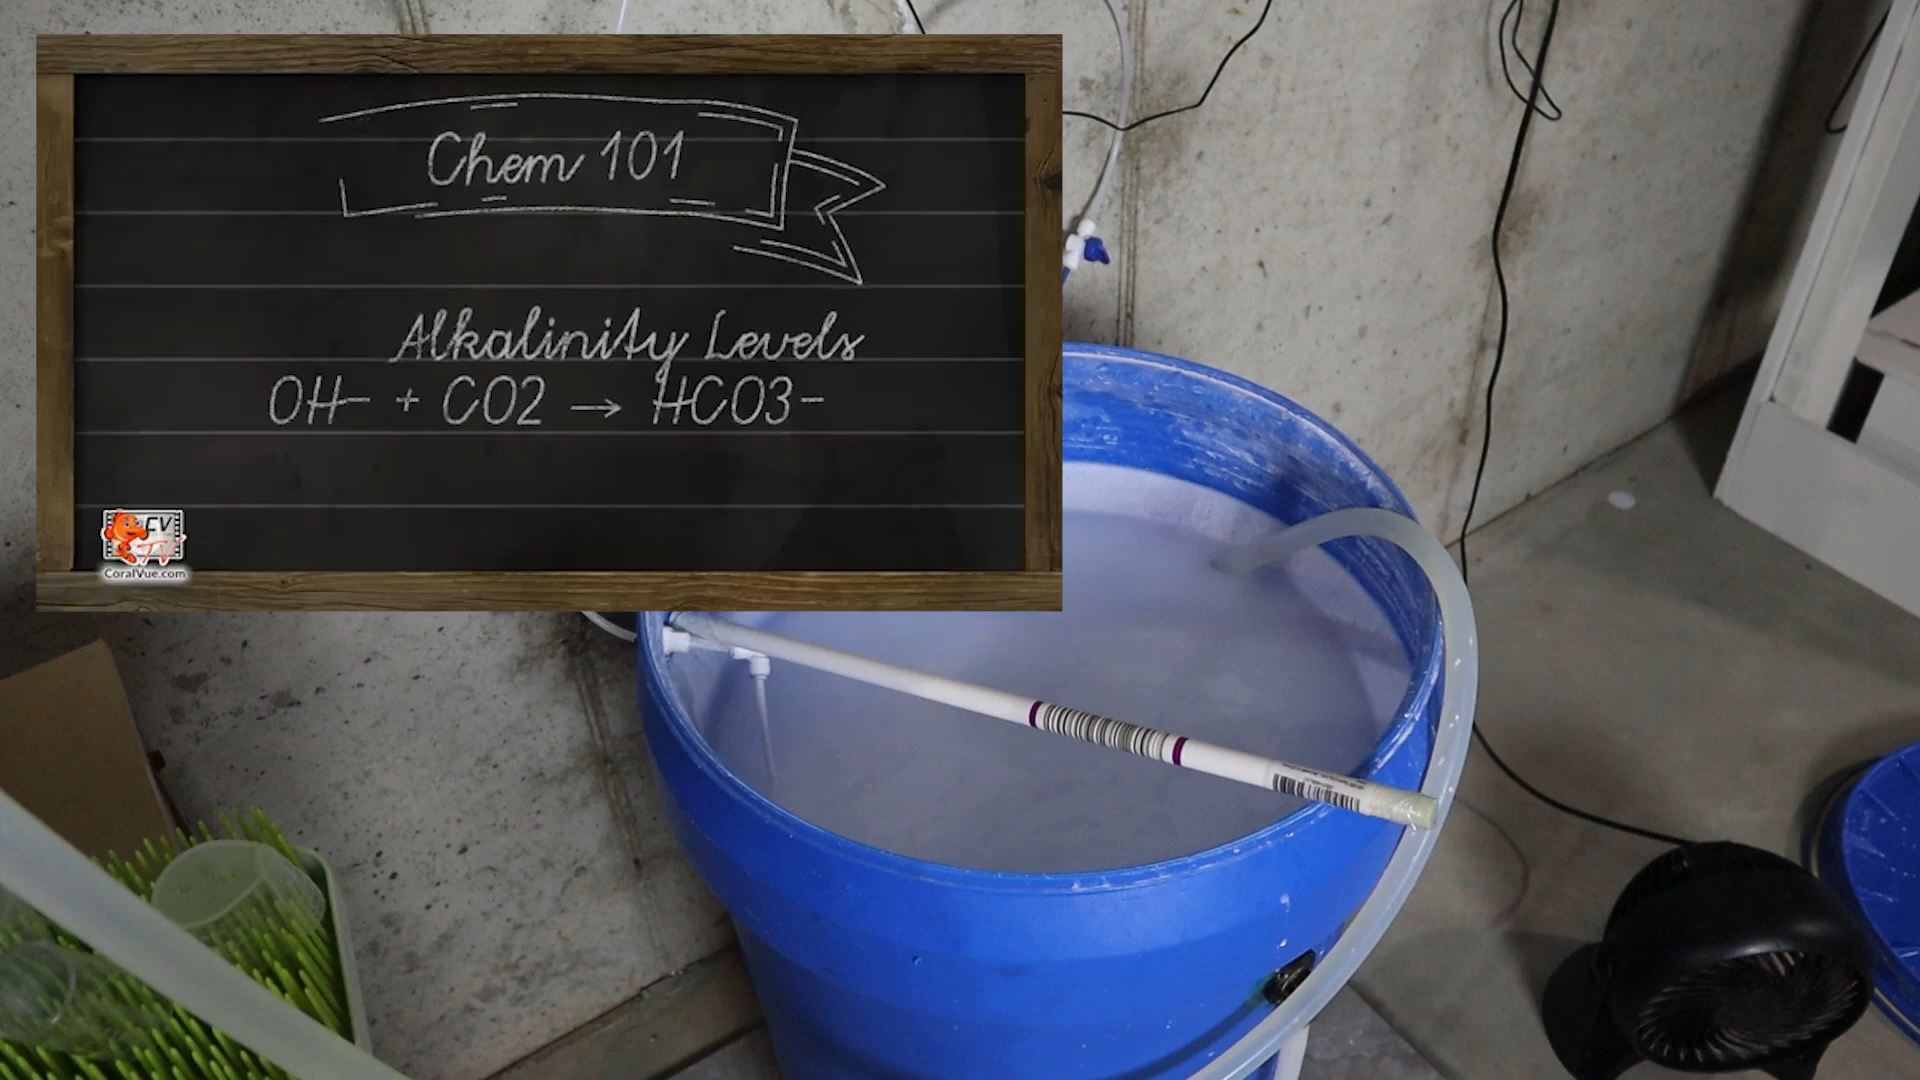 Chem 101
Alkalinity Levels
OH- + CO2 → HCO3-
CV
TV
CoralVue.com